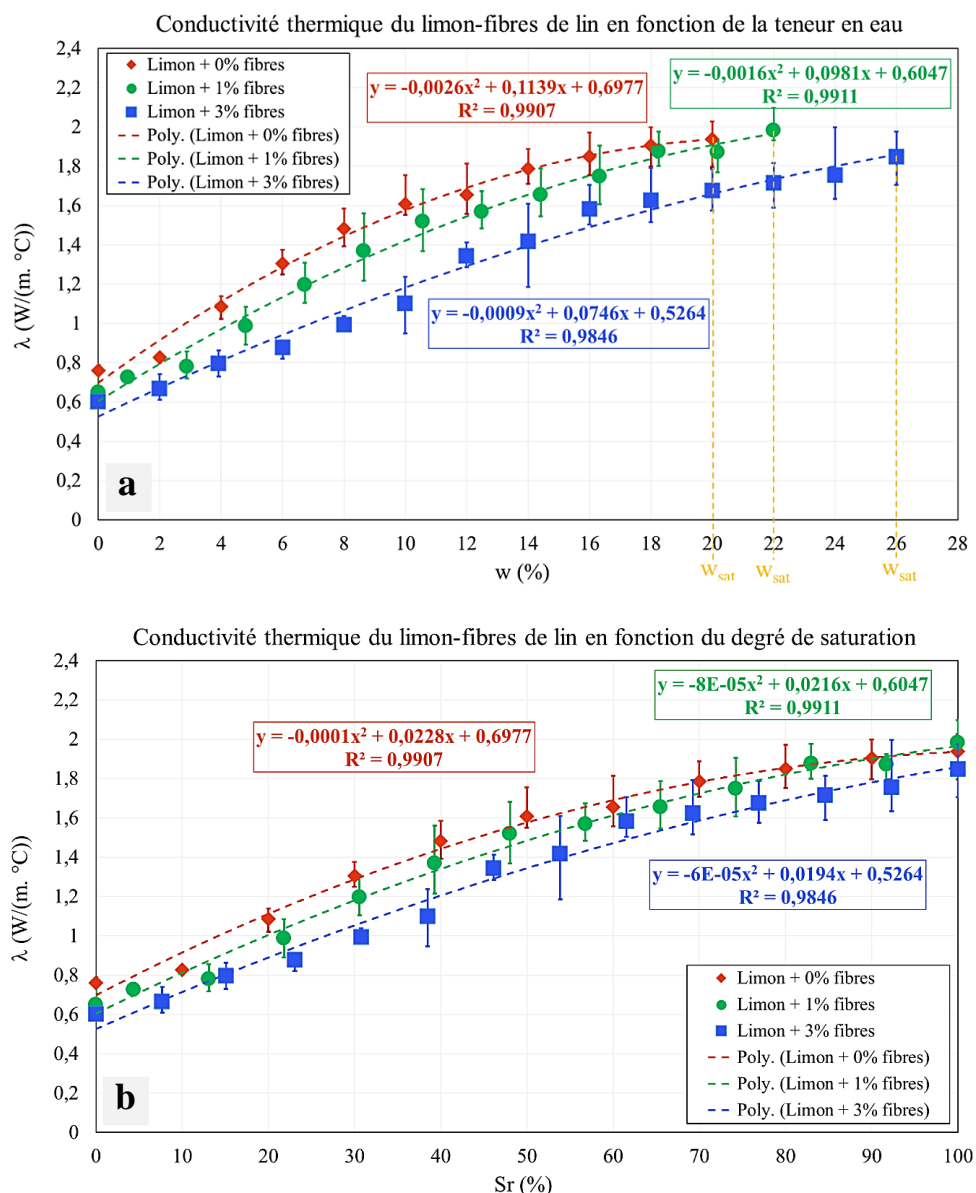 Conductivité thermique du limon-fibres de lin en fonction de la teneur en eau
2,4
2,2
2
1,8
1,6
1,4
1,2
1
0,8
0,6
0,4
0,2
0
λ (W/(m. °C))
Limon + 0% fibres
Limon + 1% fibres
Limon + 3% fibres
Poly. (Limon + 0% fibres)
Poly. (Limon + 1% fibres)
Poly. (Limon + 3% fibres)
y = -0,0026x² + 0,1139x + 0,6977
R² = 0,9907
y = -0,0016x² + 0,0981x + 0,6047
R² = 0,9911
y = -0,0009x² + 0,0746x + 0,5264
R² = 0,9846
a
0 2 4 6 8 10 12 14 16 18 20 22 24 26 28
w (%)
wsat wsat wsat
Conductivité thermique du limon-fibres de lin en fonction du degré de saturation
2,4
2,2
2
1,8
1,6
1,4
1,2
1
0,8
0,6
0,4
0,2
0
λ (W/(m. °C))
y = -8E-05x² + 0,0216x + 0,6047
R² = 0,9911
y = -0,0001x² + 0,0228x + 0,6977
R² = 0,9907
y = -6E-05x² + 0,0194x + 0,5264
R² = 0,9846
Limon + 0% fibres
Limon + 1% fibres
Limon + 3% fibres
Poly. (Limon + 0% fibres)
Poly. (Limon + 1% fibres)
Poly. (Limon + 3% fibres)
b
0 10 20 30 40 50 60 70 80 90 100
Sr (%)